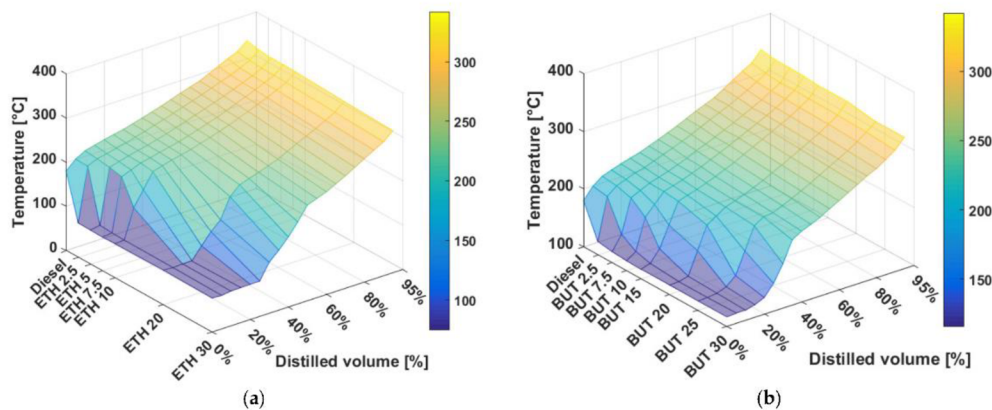 400
300
200
100
0
Temperature [°C]
Diesel
ETH 2.5
ETH 5
ETH 7.5
ETH 10
ETH 20
ETH 30
0%
20%
40%
60%
80%
95%
Distilled volume [%]
300
250
200
150
100
(a)
400
300
200
100
Temperature [°C]
Diesel
BUT 2.5
BUT 7.5
BUT 10
BUT 15
BUT 20
BUT 25
BUT 30
0%
20%
40%
60%
80%
95%
Distilled volume [%]
300
250
200
150
(b)